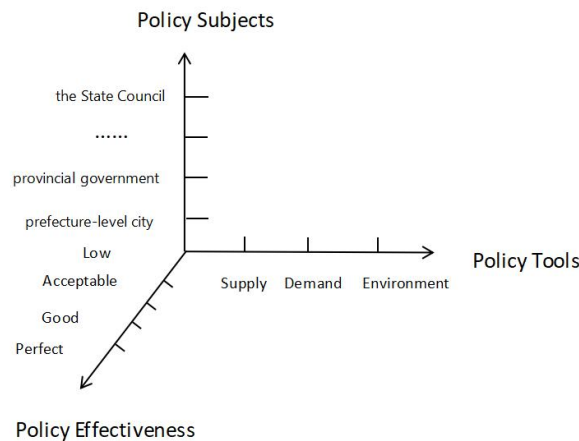 Policy Subjects
the State Council
......
provincial government
prefecture-level city
Low
Acceptable
Good
Perfect
Supply
Demand
Environment
Policy Tools
Policy Effectiveness